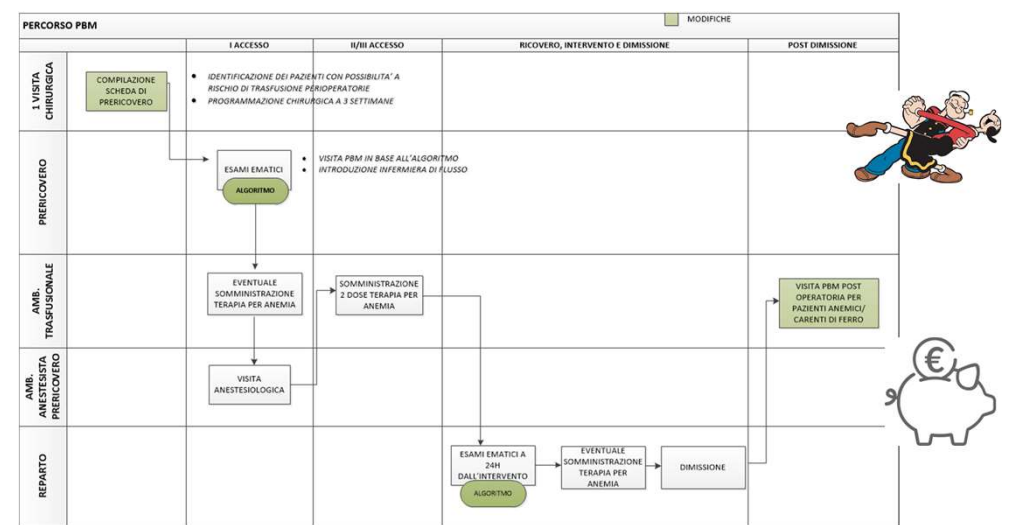 MODIFICHE
PERCORSO PBM
I ACCESSO
II/III ACCESSO
RICOVERO, INTERVENTO E DIMISSIONE
POST DIMISSIONE
1 VISITA
CHIRURGICA
COMPILAZIONE
SCHEDA DI
PRERICOVERO
• IDENTIFICAZIONE DEI PAZIENTI CON POSSIBILITA' A
RISCHIO DI TRASFUSIONE PERIOPERATORIE
• PROGRAMMAZIONE CHIRURGICA A 3 SETTIMANE
PRERICOVERO
ESAMI EMATICI
ALGORITMO
• VISITA PBM IN BASE ALL'ALGORITMO
• INTRODUZIONE INFERMIERA DI FLUSSO
AMB.
TRASFUSIONALE
EVENTUALE
SOMMINISTRAZIONE
TERAPIA PER ANEMIA
SOMMINISTRAZIONE
2 DOSE TERAPIA PER
ANEMIA
VISITA PBM POST
OPERATORIA PER
PAZIENTI ANEMICI/
CARENTI DI FERRO
AMB.
ANESTESISTA
PRERICOVERO
VISITA
ANESTESIOLOGICA
€
REPARTO
ESAMI EMATICI A
24H
DALL'INTERVENTO
ALGORITMO
EVENTUALE
SOMMINISTRAZIONE
TERAPIA PER
ANEMIA
DIMISSIONE